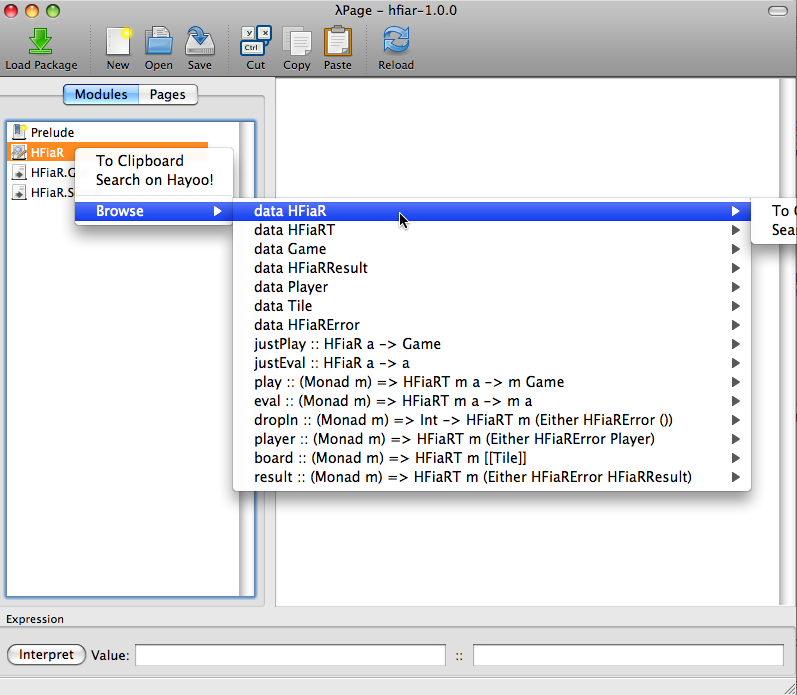 λPage - hfiar-1.0.0
Load Package New Open Save Cut Copy Paste Reload
Modules Pages
Prelude
HFiaR
HFiaR.G
HFiaR.S
To Clipboard
Search on Hayoo!
Browse
data HFiaR
data HFiaRT
data Game
data HFiaRResult
data Player
data Tile
data HFiaRError
justPlay :: HFiaR a -> Game
justEval :: HFiaR a -> a
play :: (Monad m) => HFiaRT m a -> m Game
eval :: (Monad m) => HFiaRT m a -> m a
dropIn :: (Monad m) => Int -> HFiaRT m (Either HFiaRError ())
player :: (Monad m) => HFiaRT m (Either HFiaRError Player)
board :: (Monad m) => HFiaRT m [[Tile]]
result :: (Monad m) => HFiaRT m (Either HFiaRError HFiaRResult)
To
Sea
Expression
Interpret Value: ::